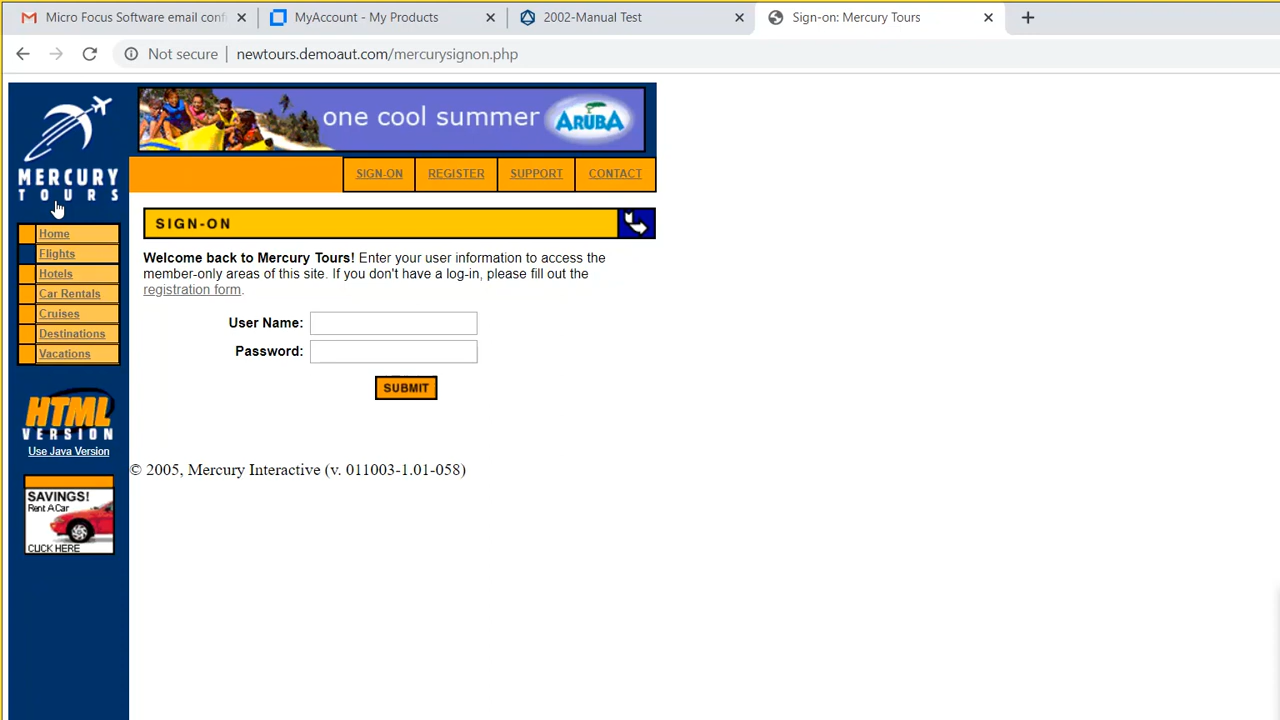 Micro Focus Software email conf
MyAccount - My Products
2002-Manual Test
Sign-on: Mercury Tours
Not secure | newtours.demoaut.com/mercurysignon.php
MERCURY
TOURS
one cool summer
ARUBA
SIGN-ON
REGISTER
SUPPORT
CONTACT
SIGN-ON
Home
Flights
Hotels
Car Rentals
Cruises
Destinations
Vacations
Welcome back to Mercury Tours! Enter your user information to access the
member-only areas of this site. If you don't have a log-in, please fill out the
registration form.
User Name:
Password:
SUBMIT
HTML
VERSION
Use Java Version
© 2005, Mercury Interactive (v. 011003-1.01-058)
SAVINGS!
Rent A Car
CLICK HERE